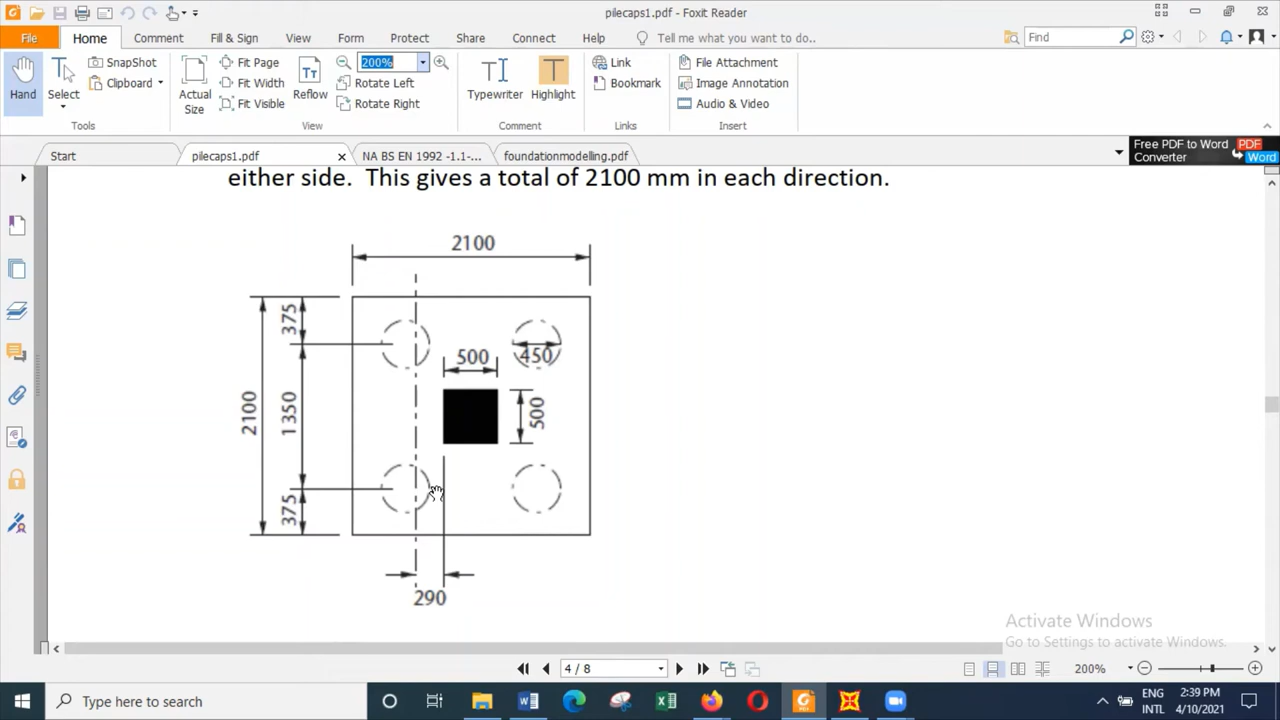 pilecaps1.pdf - Foxit Reader
File Home Comment Fill & Sign View Form Protect Share Connect Help Tell me what you want to do.. Find
Hand
Select
SnapShot
Clipboard
Tools
Actual Size
Fit Page
Fit Width
Fit Visible
Reflow
200%
Rotate Left
Rotate Right
View
Typewriter
Highlight
Comment
Link
Bookmark
Links
File Attachment
Image Annotation
Audio & Video
Insert
Start pilecaps1.pdf NA BS EN 1992 -1.1-... foundationmodelling.pdf
Free PDF to Word Converter
PDF
Word
either side. This gives a total of 2100 mm in each direction.
2100
375
500
450
2100
1350
500
375
290
Activate Windows
Go to Settings to activate Windows.
4 / 8
200%
Type here to search
ENG
INTL
2:39 PM
4/10/2021